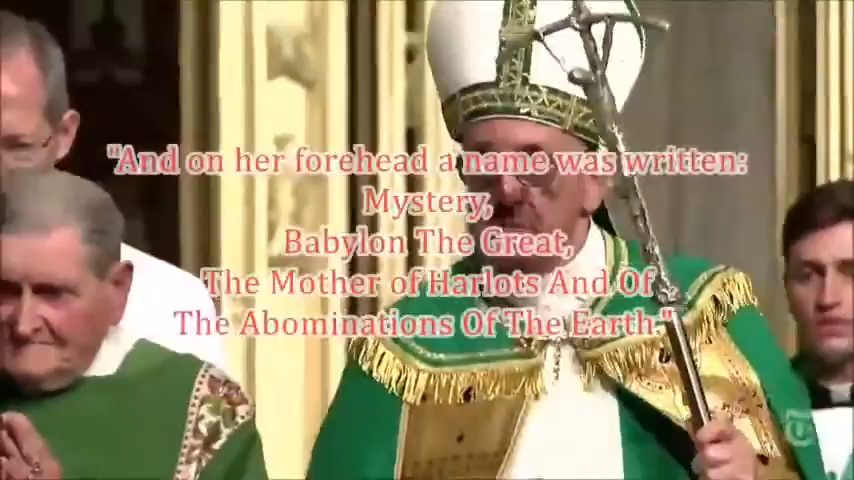 "And on her forehead a name was written:
Mystery,
Babylon The Great,
The Mother of Harlots And Of
The Abominations Of The Earth."
T